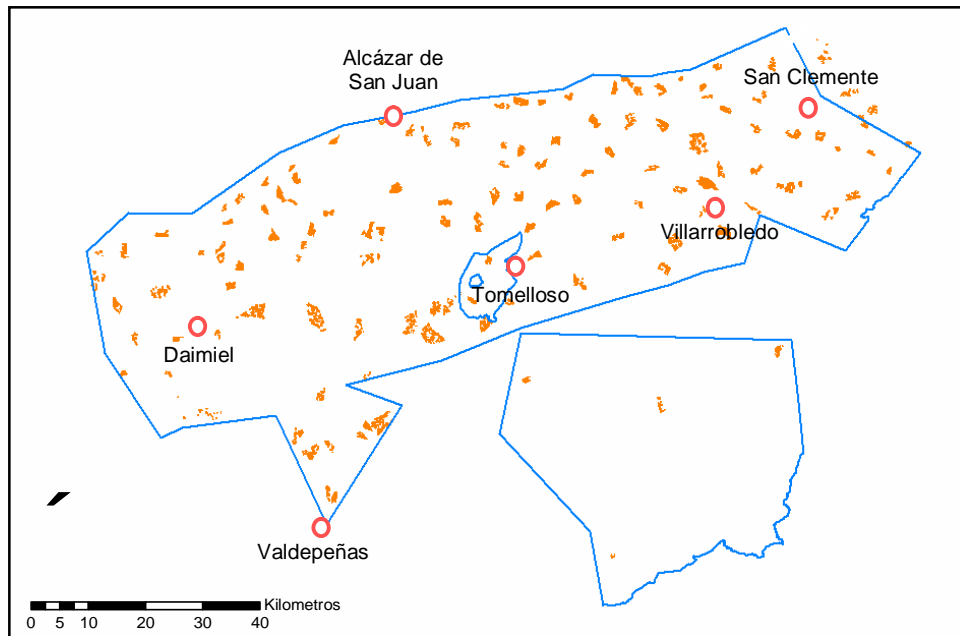 Alcázar de
San Juan
San Clemente
Villarrobledo
Tomelloso
Daimiel
Valdepeñas
Kilometros
0 5 10 20 30 40